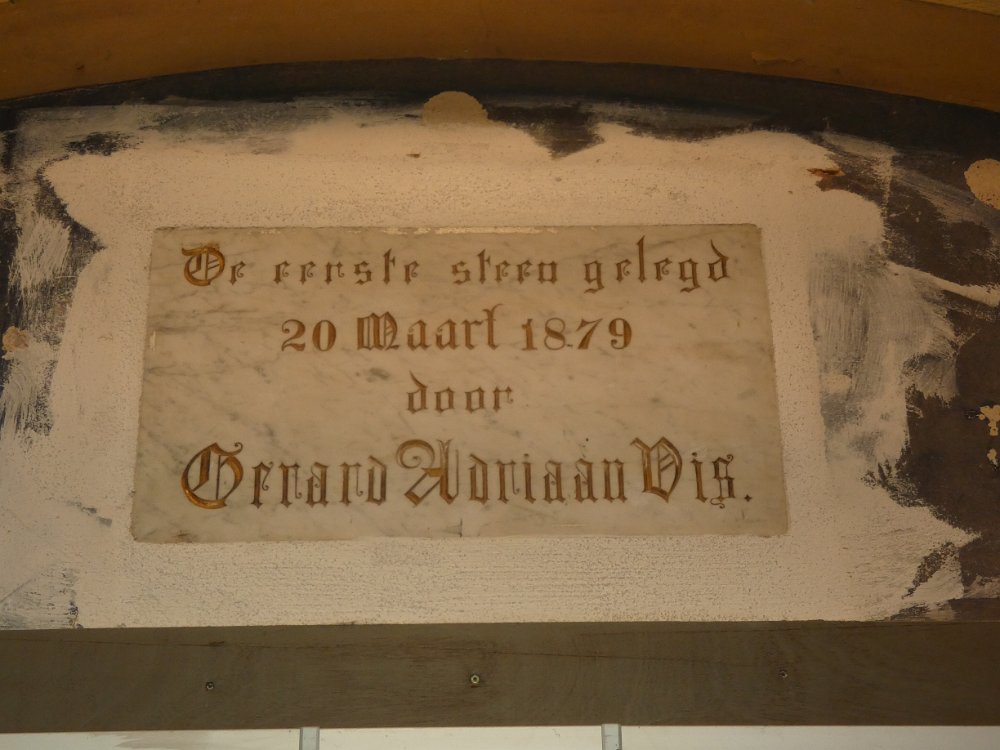 De eerste steen gelegd
20 Maart 1879
door
Gerard Adriaan Vis.